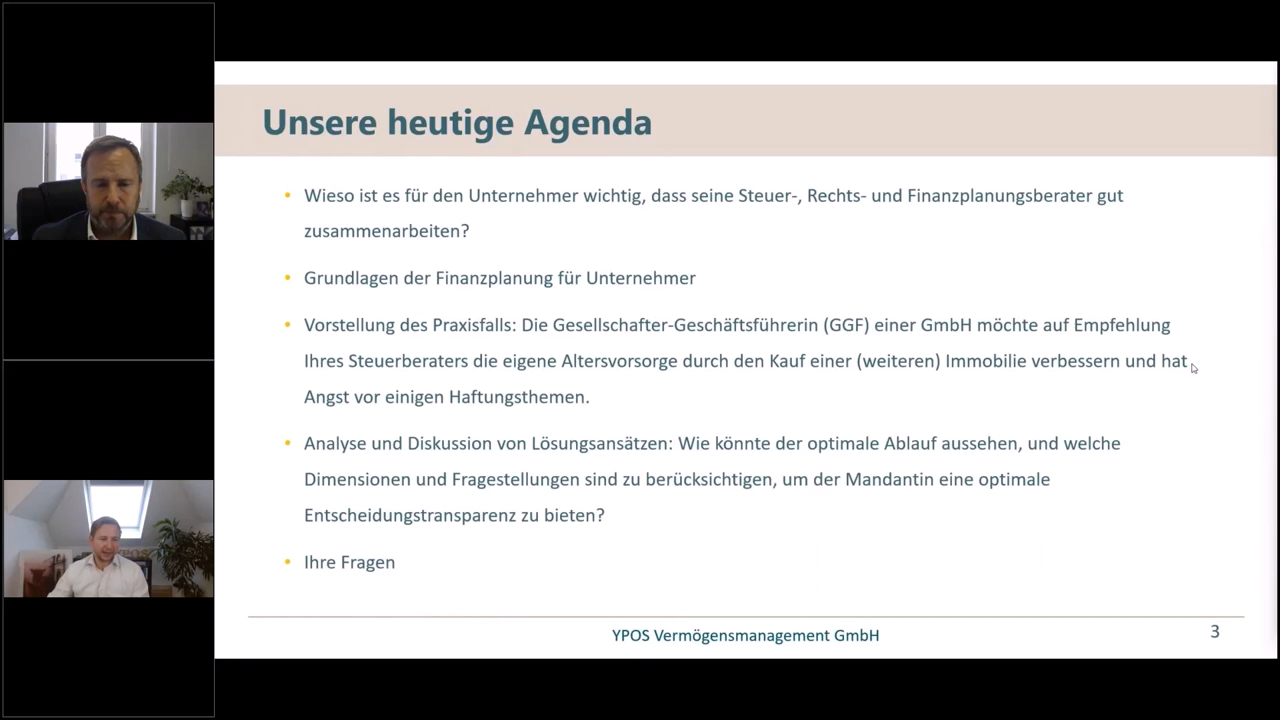 Unsere heutige Agenda
• Wieso ist es für den Unternehmer wichtig, dass seine Steuer-, Rechts- und Finanzplanungsberater gut
zusammenarbeiten?
• Grundlagen der Finanzplanung für Unternehmer
• Vorstellung des Praxisfalls: Die Gesellschafter-Geschäftsführerin (GGF) einer GmbH möchte auf Empfehlung
Ihres Steuerberaters die eigene Altersvorsorge durch den Kauf einer (weiteren) Immobilie verbessern und hat
Angst vor einigen Haftungsthemen.
• Analyse und Diskussion von Lösungsansätzen: Wie könnte der optimale Ablauf aussehen, und welche
Dimensionen und Fragestellungen sind zu berücksichtigen, um der Mandantin eine optimale
Entscheidungstransparenz zu bieten?
• Ihre Fragen
YPOS Vermögensmanagement GmbH
3